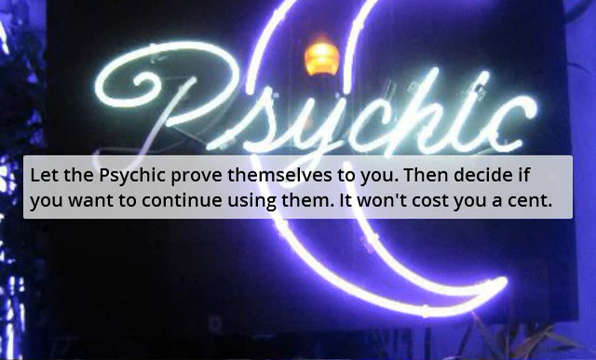 Psychic
Let the Psychic prove themselves to you. Then decide if
you want to continue using them. It won't cost you a cent.